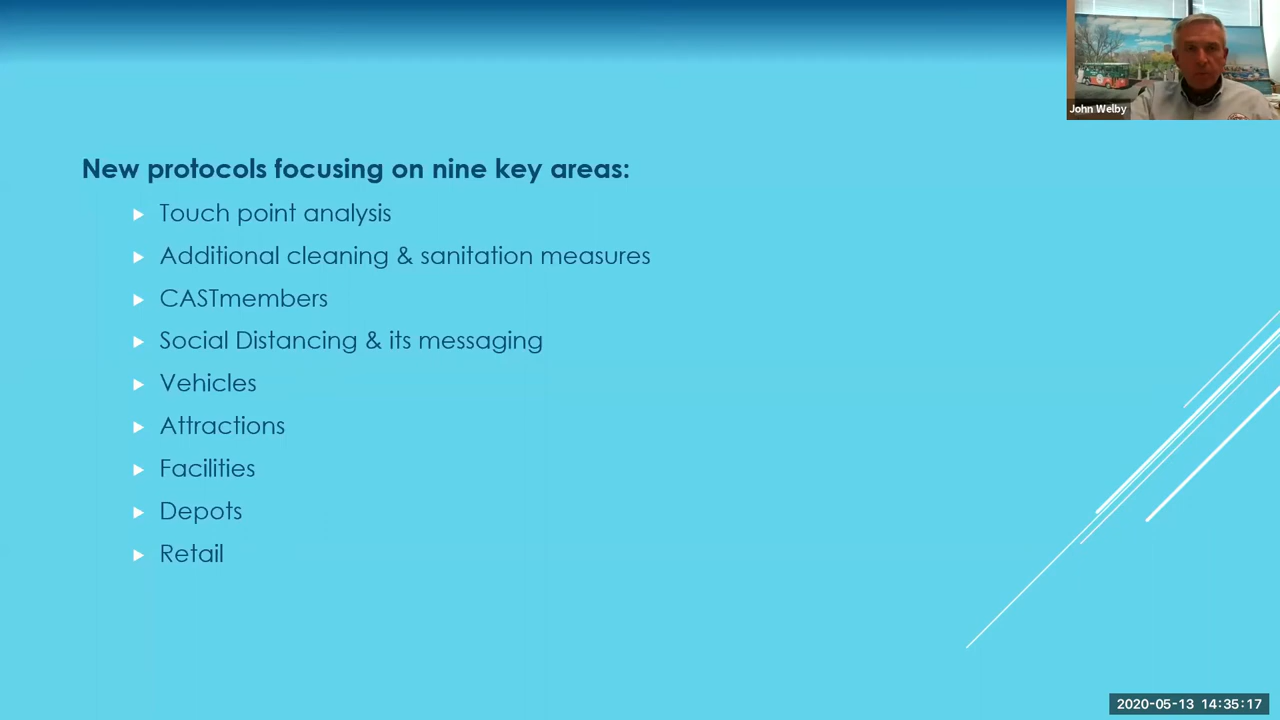 John Welby
New protocols focusing on nine key areas:
Touch point analysis
Additional cleaning & sanitation measures
CASTmembers
Social Distancing & its messaging
Vehicles
Attractions
Facilities
Depots
Retail
2020-05-13 14:35:17